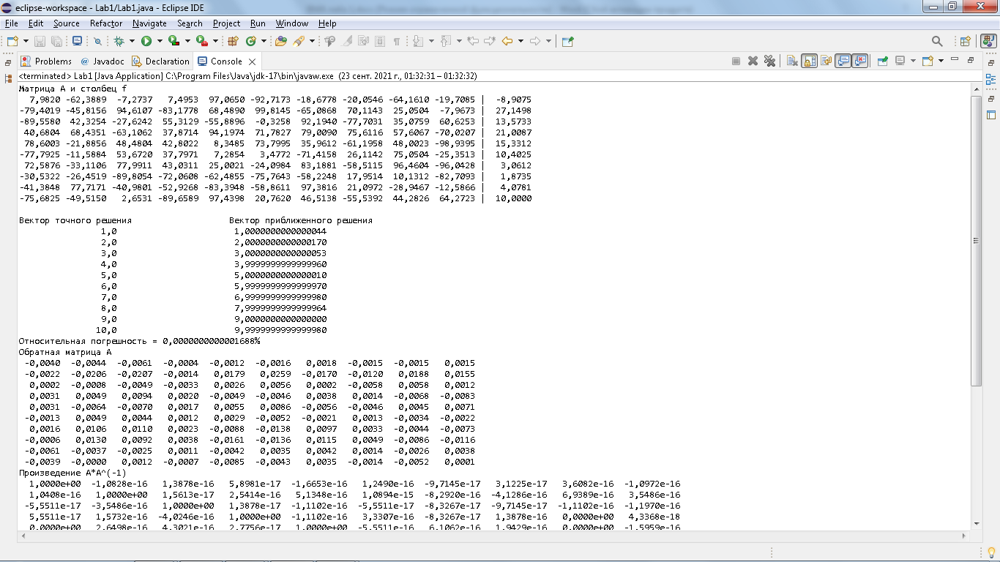 eclipse-workspace - Lab1/Lab1.java - Eclipse IDE
File Edit Source Refactor Navigate Search Project Run Window Help
Problems @ Javadoc Declaration Console
<terminated> Lab1 [Java Application] C:\Program Files\Java\jdk-17\bin\javaw.exe (23 сент. 2021 г., 01:32:31 – 01:32:32)
Матрица А и столбец f
7,9820 -62,3889 -7,2737 7,4953 97,0650 -92,7173 -18,6778 -20,0546 -64,1610 -19,7085 | -8,9075
-79,4019 -45,8156 94,6107 -83,1778 68,4890 99,8145 -65,0868 70,1143 25,0504 -7,9673 | 27,1498
-89,5580 42,3254 -27,6242 55,3129 -55,8896 -0,3258 92,1940 -77,7031 35,0759 60,6253 | 13,5733
40,6804 68,4351 -63,1062 37,8714 94,1974 71,7827 79,0090 75,6116 57,6067 -70,0207 | 21,0087
78,6003 -21,8856 48,4804 42,8022 8,3485 73,7995 35,9612 -61,1958 48,0023 -98,9395 | 15,3312
-77,7925 -11,5884 53,6720 37,7971 7,2854 3,4772 -71,4158 26,1142 75,0504 -25,3513 | 10,4025
72,5876 -33,1106 77,9911 43,0311 25,0021 -24,0984 83,1881 -58,5115 96,4604 -96,0428 | 3,0612
-30,5322 -26,4519 -89,8054 -72,0608 -62,4855 -75,7643 -58,2248 17,9514 10,1312 -82,7093 | 1,8735
-41,3848 77,7171 -40,9801 -52,9268 -83,3948 -58,8611 97,3816 21,0972 -28,9467 -12,5866 | 4,0781
-75,6825 -49,5150 2,6531 -89,6589 97,4398 20,7620 46,5138 -55,5392 44,2826 64,2723 | 10,0000
Вектор точного решения Вектор приближенного решения
1,0 1,0000000000000044
2,0 2,0000000000000170
3,0 3,0000000000000053
4,0 3,9999999999999960
5,0 5,0000000000000010
6,0 5,9999999999999970
7,0 6,9999999999999980
8,0 7,9999999999999964
9,0 9,0000000000000000
10,0 9,9999999999999980
Относительная погрешность = 0,0000000000001688%
Обратная матрица А
-0,0040 -0,0044 -0,0061 -0,0004 -0,0012 -0,0016 0,0018 -0,0015 -0,0015 0,0015
-0,0022 -0,0206 -0,0207 -0,0014 0,0179 0,0259 -0,0170 -0,0120 0,0188 0,0155
0,0002 -0,0008 -0,0049 -0,0033 0,0026 0,0056 0,0002 -0,0058 0,0058 0,0012
0,0031 0,0049 0,0094 0,0020 -0,0049 -0,0046 0,0038 0,0014 -0,0068 -0,0083
0,0031 -0,0064 -0,0070 0,0017 0,0055 0,0086 -0,0056 -0,0046 0,0045 0,0071
-0,0013 0,0049 0,0044 0,0012 0,0029 -0,0052 -0,0021 0,0013 -0,0034 -0,0022
0,0016 0,0106 0,0110 0,0023 -0,0088 -0,0138 0,0097 0,0033 -0,0044 -0,0073
-0,0006 0,0130 0,0092 0,0038 -0,0161 -0,0136 0,0115 0,0049 -0,0086 -0,0116
-0,0061 -0,0037 -0,0025 0,0011 -0,0042 0,0035 0,0042 0,0014 -0,0026 0,0038
-0,0039 -0,0000 0,0012 -0,0007 -0,0085 -0,0043 0,0035 -0,0014 -0,0052 0,0001
Произведение A*A^(-1)
1,0000e+00 -1,0828e-16 1,3878e-16 5,8981e-17 -1,6653e-16 1,2490e-16 -9,7145e-17 3,1225e-17 3,6082e-16 -1,0972e-16
1,0408e-16 1,0000e+00 1,5613e-17 2,5414e-16 5,1348e-16 1,0894e-15 -8,2920e-16 -4,1286e-16 6,9389e-16 3,5486e-16
-5,5511e-17 -3,5486e-16 1,0000e+00 1,3878e-17 -1,1102e-16 -5,5511e-17 -8,3267e-17 -9,7145e-17 -1,1102e-16 -1,1970e-16
5,5511e-17 1,5732e-16 -4,0246e-16 1,0000e+00 -1,1102e-16 3,3307e-16 -8,3267e-17 1,3878e-16 0,0000e+00 4,3368e-18
0,0000e+00 2,6498e-16 4,3021e-16 2,7756e-17 1,0000e+00 -5,5511e-16 6,1062e-16 1,9429e-16 0,0000e+00 -1,5959e-16